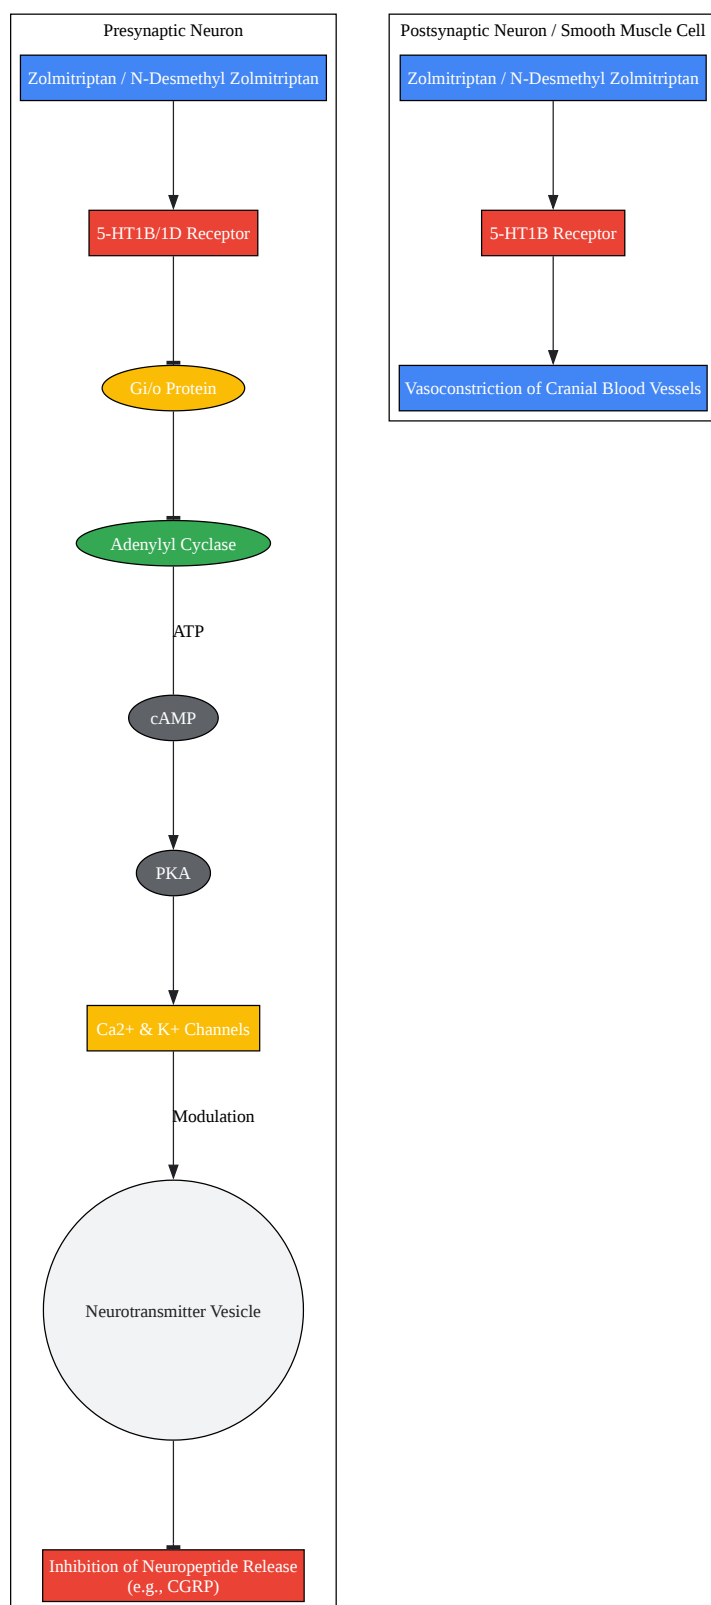 Presynaptic Neuron
Zolmitriptan / N-Desmethyl Zolmitriptan
5-HT1B/1D Receptor
Gi/o Protein
Adenylyl Cyclase
ATP
cAMP
PKA
Ca2+ & K+ Channels
Modulation
Neurotransmitter Vesicle
Inhibition of Neuropeptide Release
(e.g., CGRP)
Postsynaptic Neuron / Smooth Muscle Cell
Zolmitriptan / N-Desmethyl Zolmitriptan
5-HT1B Receptor
Vasoconstriction of Cranial Blood Vessels